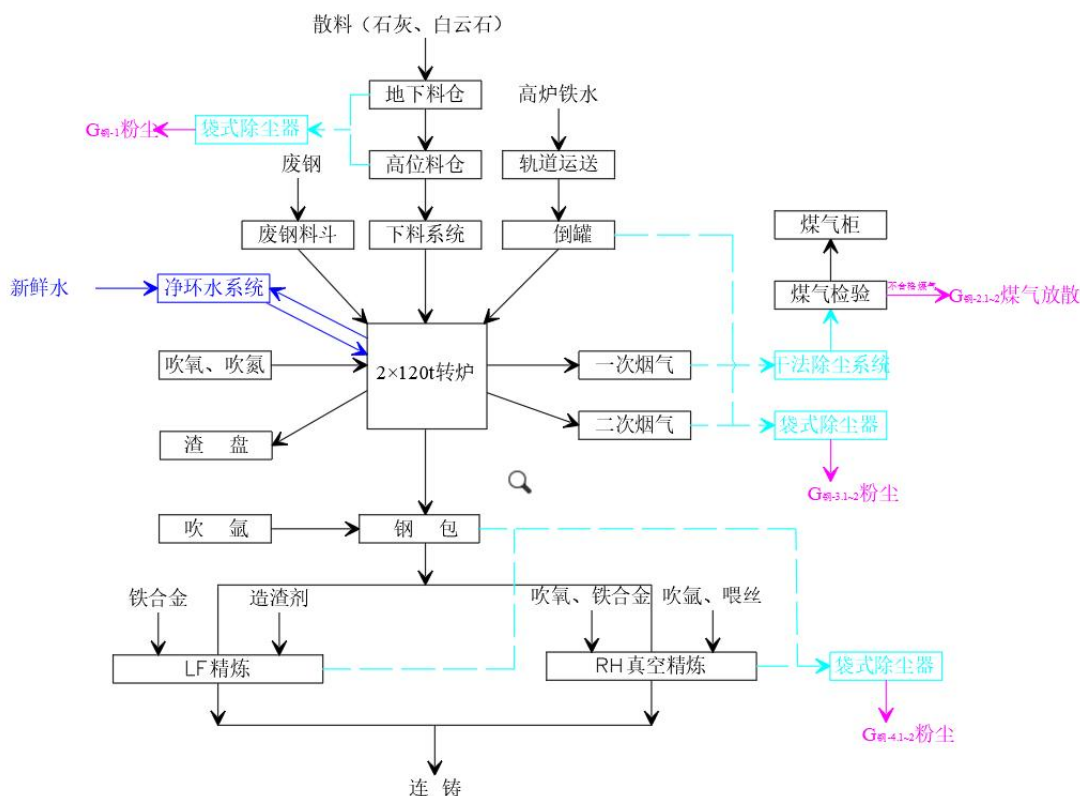 散料（石灰、白云石）
地下料仓
高炉铁水
G钢-1粉尘
袋式除尘器
废钢
高位料仓
轨道运送
煤气柜
废钢料斗
下料系统
倒罐
新鲜水
净环水系统
煤气检验
不合格煤气
G钢-2.1~2煤气放散
吹氧、吹氮
2×120t转炉
一次烟气
干法除尘系统
渣 盘
二次烟气
袋式除尘器
G钢-3.1~2粉尘
吹 氩
钢 包
铁合金
造渣剂
吹氧、铁合金
吹氩、喂丝
LF精炼
RH真空精炼
袋式除尘器
G钢-4.1~2粉尘
连 铸